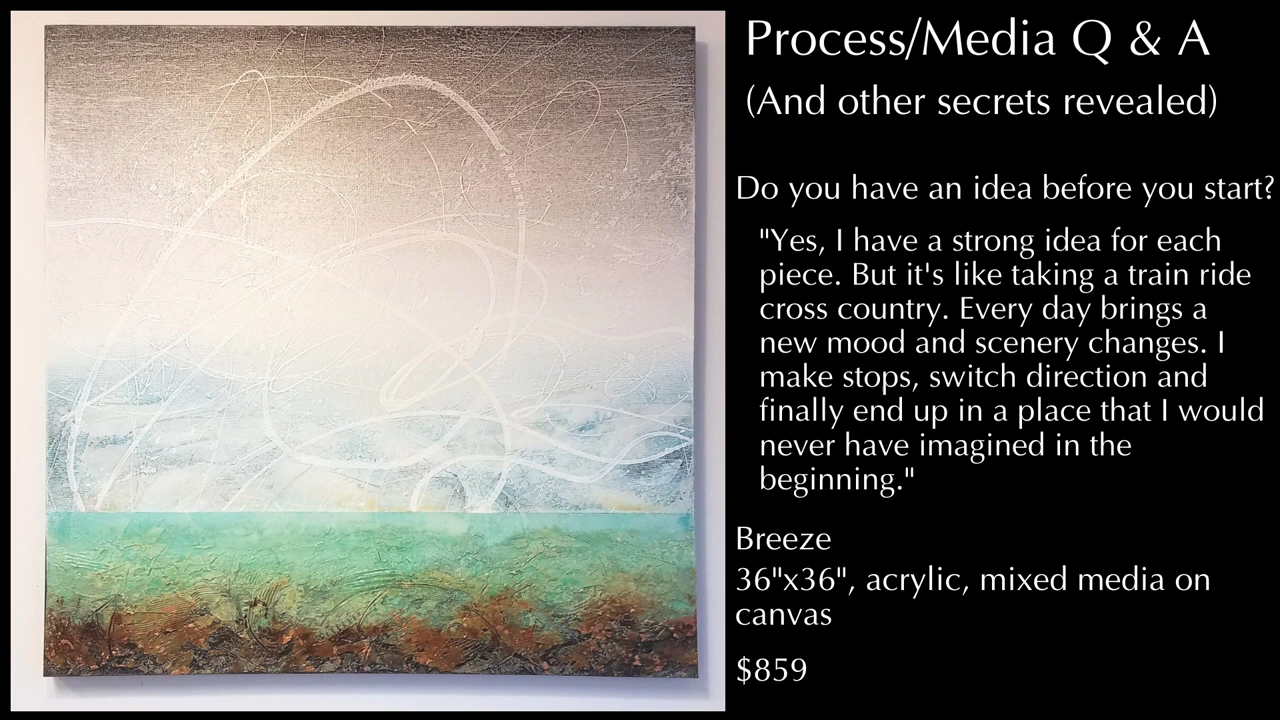 Process/Media Q & A
(And other secrets revealed)
Do you have an idea before you start?
"Yes, I have a strong idea for each
piece. But it's like taking a train ride
cross country. Every day brings a
new mood and scenery changes. I
make stops, switch direction and
finally end up in a place that I would
never have imagined in the
beginning."
Breeze
36"x36", acrylic, mixed media on
canvas
$859